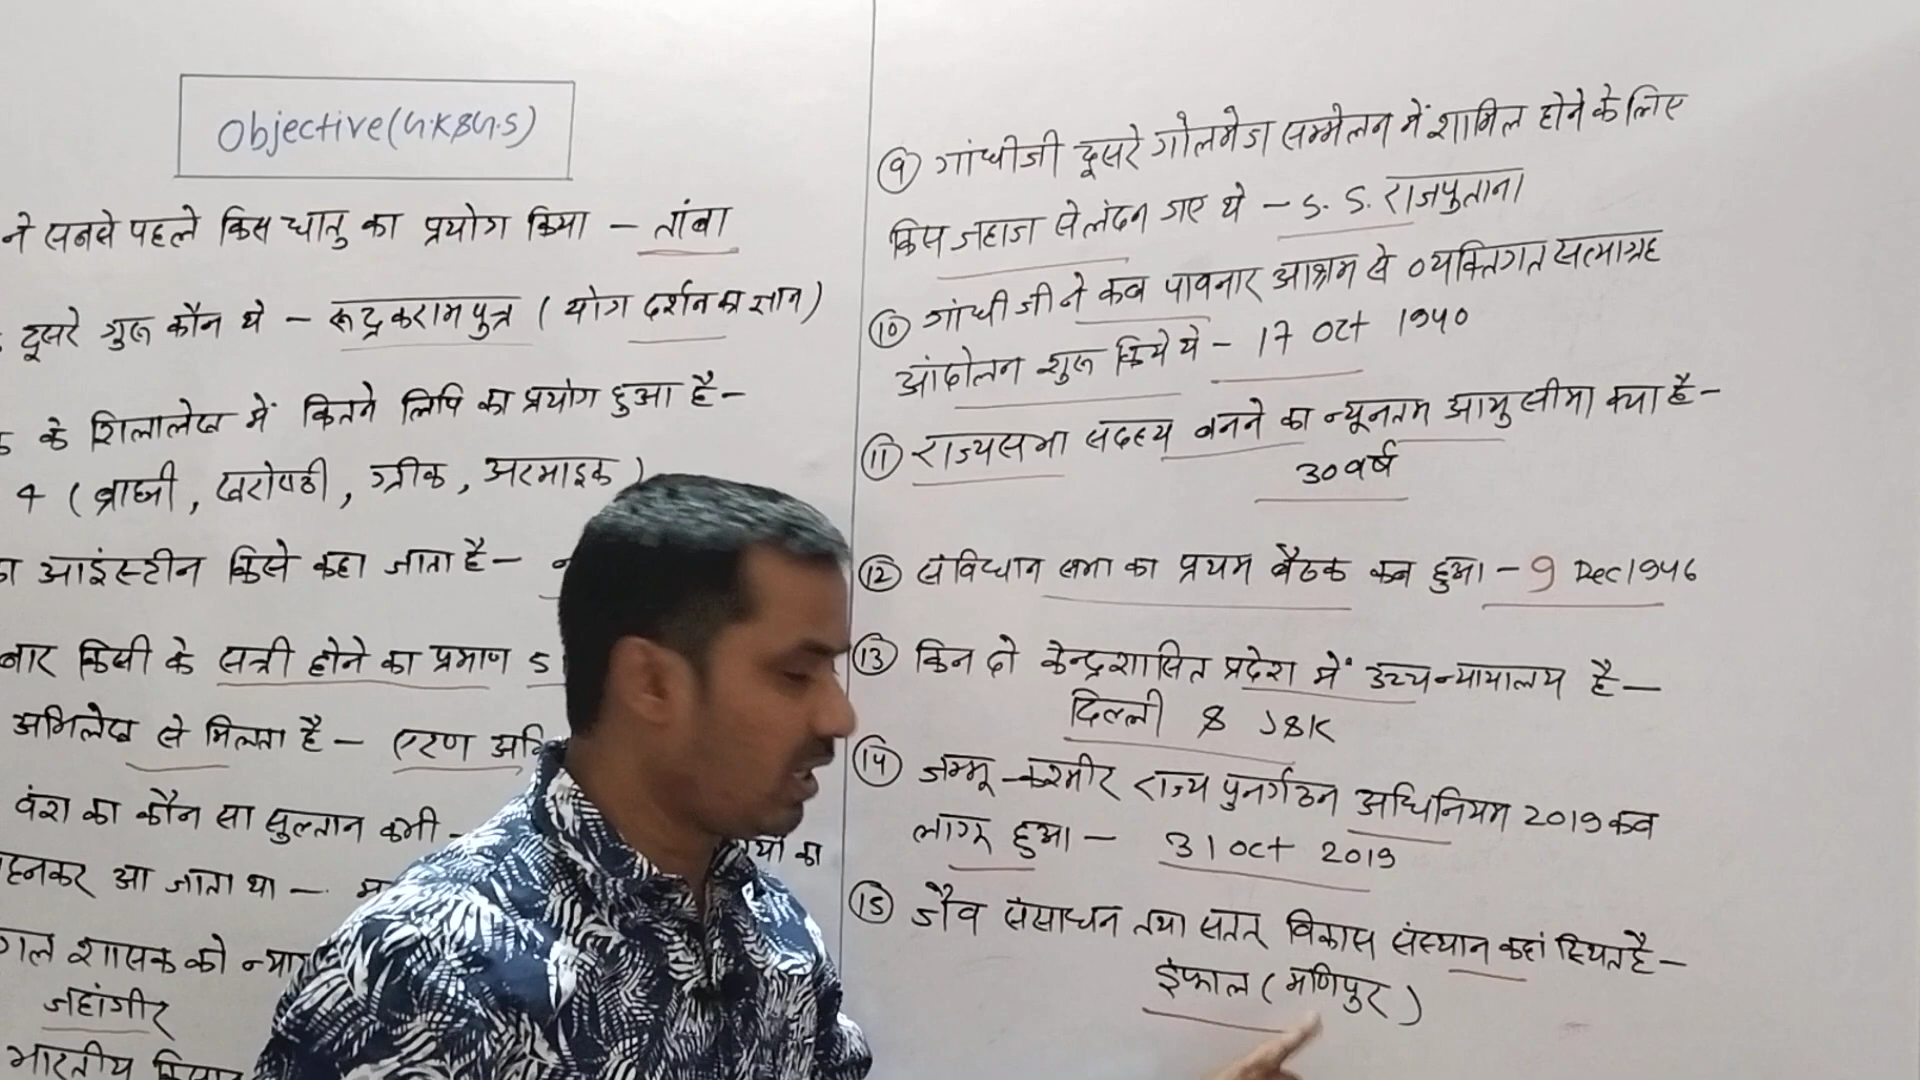 Objective(G.K&G.S)
ने सबसे पहले किस धातु का प्रयोग किया – तांबा
दूसरे गुरू कौन थे – रूद्रकरामपुत्र ( योग दर्शन का ज्ञान )
के शिलालेख में कितने लिपि का प्रयोग हुआ है –
4 ( ब्राह्मी , खरोष्ठी , ग्रीक , अरमाइक )
आइंस्टीन किसे कहा जाता है –
बार किसी के सती होने का प्रमाण 5
अभिलेख से मिलता है – एरण अभि
वंश का कौन सा सुल्तान कभी –
यों का
पहनकर आ जाता था –
शासक को न्या
जहांगीर
भारतीय
⑨ गांधीजी दूसरे गोलमेज सम्मेलन में शामिल होने के लिए
किस जहाज से लंदन गए थे – S. S. राजपुताना
⑩ गांधी जी ने कब पावनार आश्रम से व्यक्तिगत सत्याग्रह
आंदोलन शुरू किये थे – 17 Oct 1940
⑪ राज्यसभा सदस्य बनने का न्यूनतम आयु सीमा क्या है –
30 वर्ष
⑫ संविधान सभा का प्रथम बैठक कब हुआ – 9 Dec 1946
⑬ किन दो केन्द्रशासित प्रदेश में उच्च न्यायालय है –
दिल्ली & J&K
⑭ जम्मू-कश्मीर राज्य पुनर्गठन अधिनियम 2019 कब
लागू हुआ – 31 Oct 2019
⑮ जैव संसाधन तथा सतत् विकास संस्थान कहां स्थित है –
इंफाल ( मणिपुर )